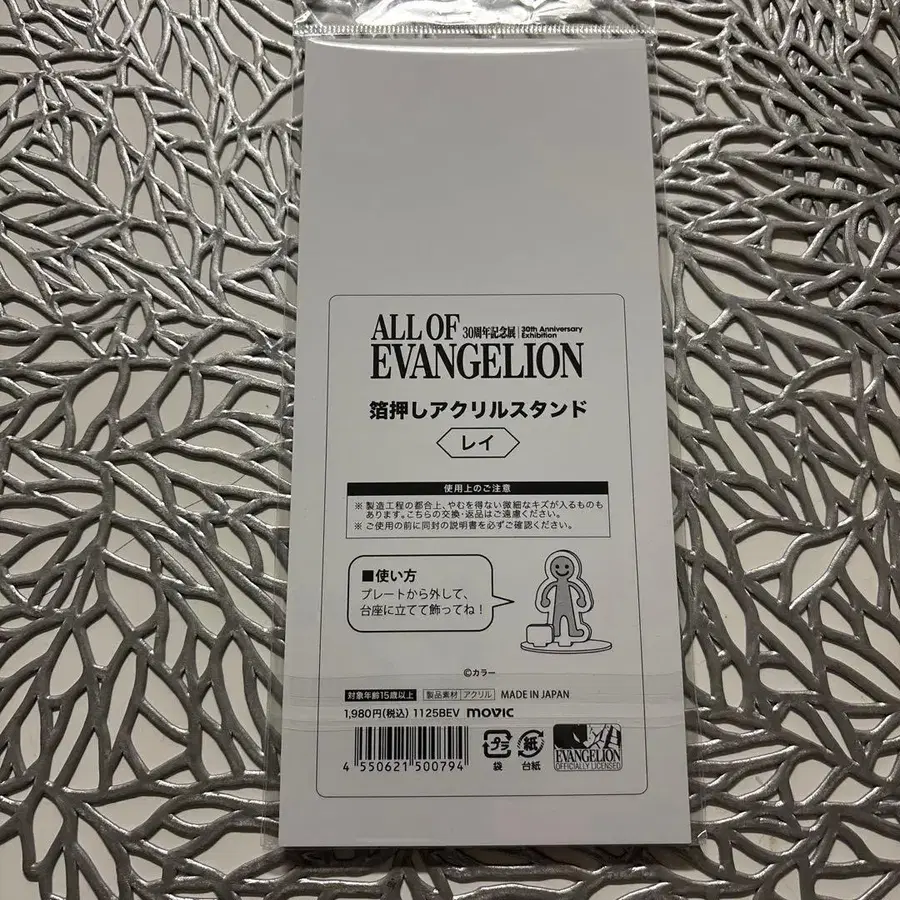 ALL OF 30周年記念展 | 30th Anniversary Exhibition
EVANGELION
箔押しアクリルスタンド
レイ
使用上のご注意
※ 製造工程の都合上、やむを得ない微細なキズが入るものも
あります。こちらの交換・返品はご遠慮ください。
※ ご使用の前に同封の説明書を必ずご確認ください。
■使い方
プレートから外して、
台座に立てて飾ってね！
©カラー
対象年齢15歳以上 製品素材 アクリル MADE IN JAPAN
1,980円(税込) 1125BEV movic
4 550621 500794
プラ 紙
袋 台紙
EVANGELION
OFFICIALLY LICENSED